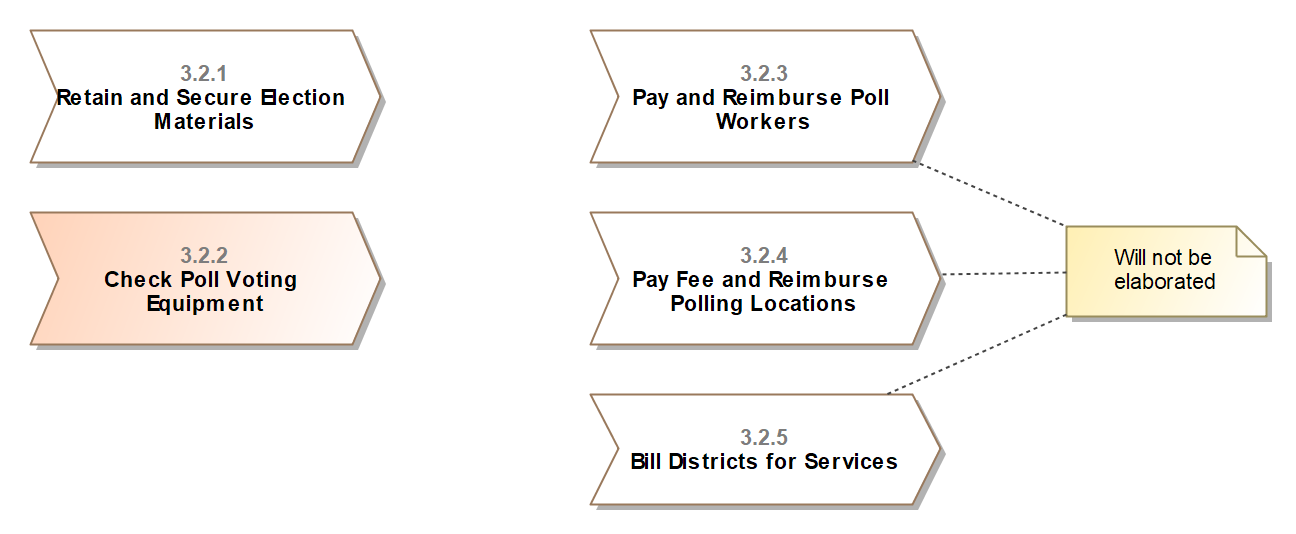 3.2.1
Retain and Secure Election
Materials
3.2.2
Check Poll Voting
Equipment
3.2.3
Pay and Reimburse Poll
Workers
3.2.4
Pay Fee and Reimburse
Polling Locations
3.2.5
Bill Districts for Services
Will not be
elaborated